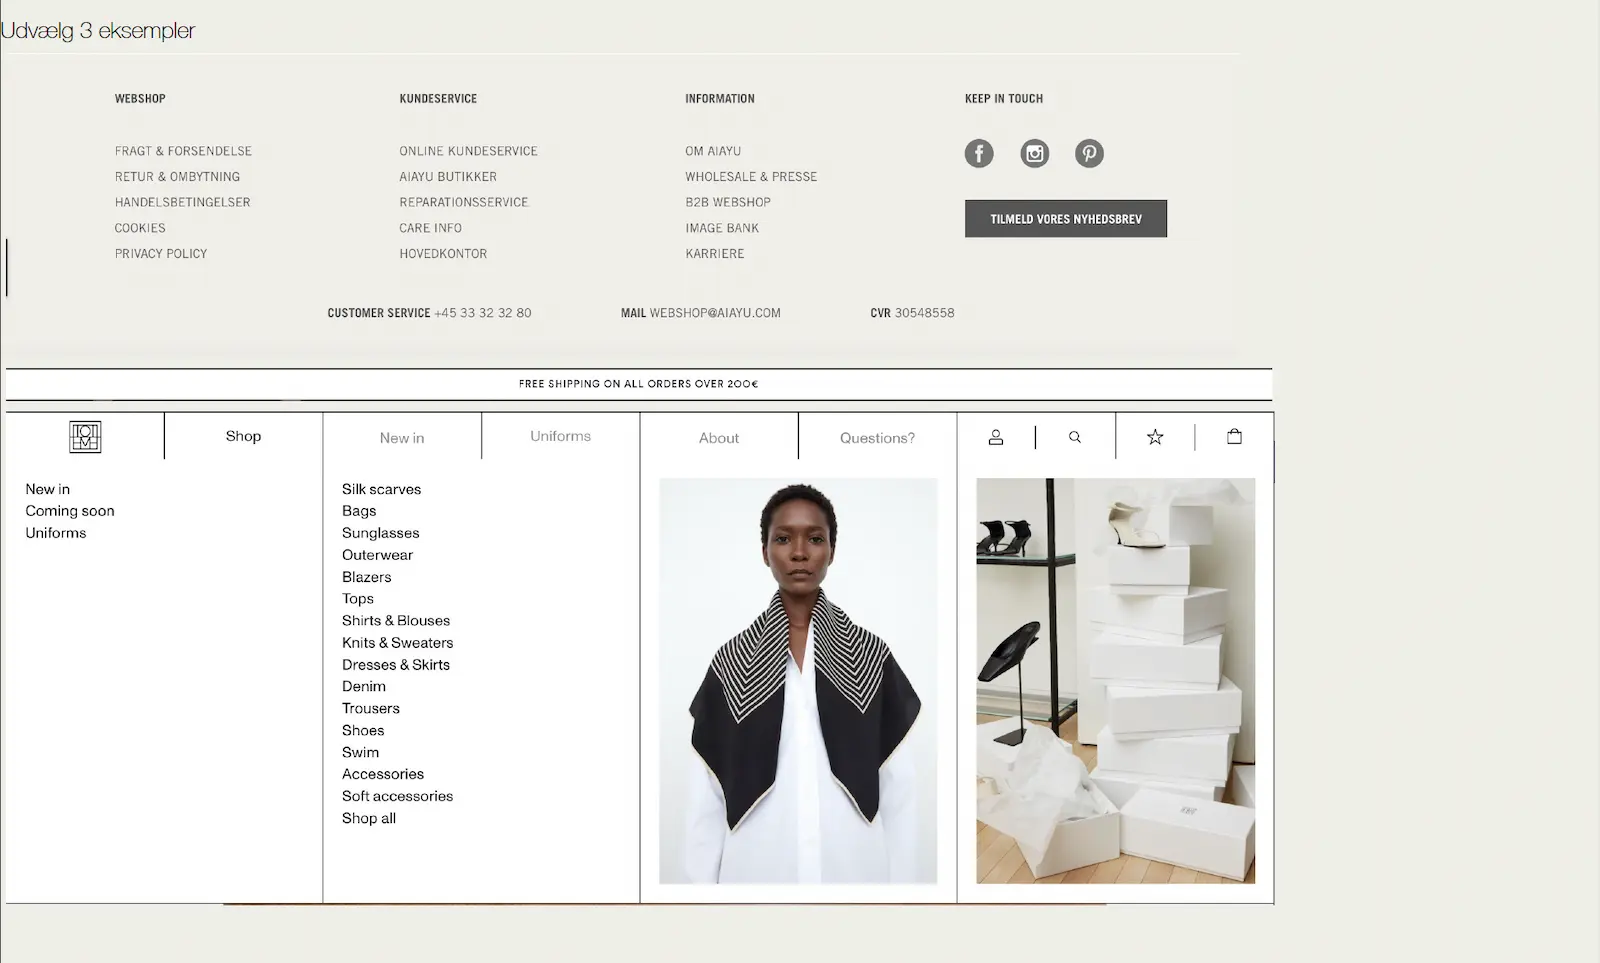 Udvælg 3 eksempler
WEBSHOP
FRAGT & FORSENDELSE
RETUR & OMBYTNING
HANDELSBETINGELSER
COOKIES
PRIVACY POLICY
KUNDESERVICE
ONLINE KUNDESERVICE
AIAYU BUTIKKER
REPARATIONSSERVICE
CARE INFO
HOVEDKONTOR
INFORMATION
OM AIAYU
WHOLESALE & PRESSE
B2B WEBSHOP
IMAGE BANK
KARRIERE
KEEP IN TOUCH
TILMELD VORES NYHEDSBREV
CUSTOMER SERVICE +45 33 32 32 80
MAIL WEBSHOP@AIAYU.COM
CVR 30548558
FREE SHIPPING ON ALL ORDERS OVER 200€
Shop
New in
Uniforms
About
Questions?
New in
Coming soon
Uniforms
Silk scarves
Bags
Sunglasses
Outerwear
Blazers
Tops
Shirts & Blouses
Knits & Sweaters
Dresses & Skirts
Denim
Trousers
Shoes
Swim
Accessories
Soft accessories
Shop all